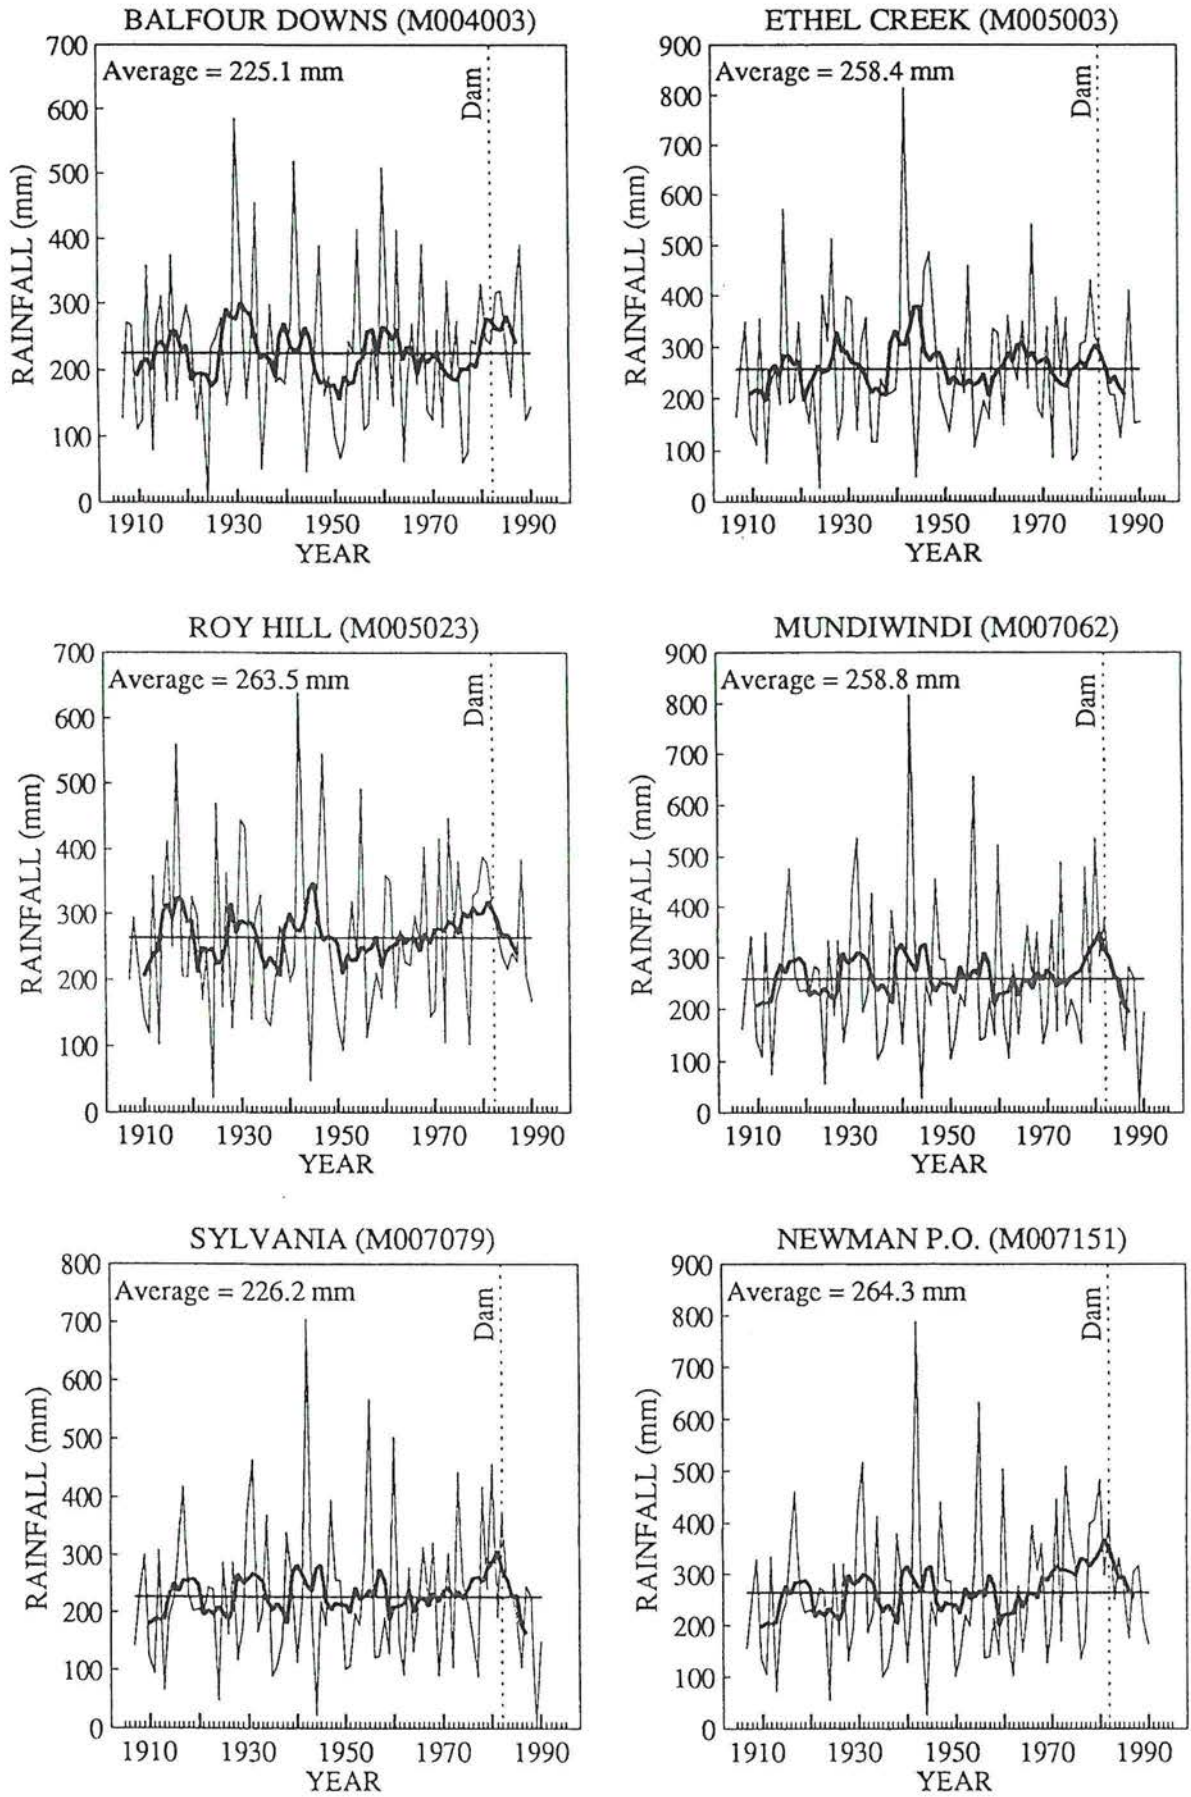 BALFOUR DOWNS (M004003)
700
600
500
400
300
200
100
0
RAINFALL (mm)
Average = 225.1 mm
Dam
1910 1930 1950 1970 1990
YEAR
ETHEL CREEK (M005003)
900
800
700
600
500
400
300
200
100
0
RAINFALL (mm)
Average = 258.4 mm
Dam
1910 1930 1950 1970 1990
YEAR
ROY HILL (M005023)
700
600
500
400
300
200
100
0
RAINFALL (mm)
Average = 263.5 mm
Dam
1910 1930 1950 1970 1990
YEAR
MUNDIWINDI (M007062)
900
800
700
600
500
400
300
200
100
0
RAINFALL (mm)
Average = 258.8 mm
Dam
1910 1930 1950 1970 1990
YEAR
SYLVANIA (M007079)
800
700
600
500
400
300
200
100
0
RAINFALL (mm)
Average = 226.2 mm
Dam
1910 1930 1950 1970 1990
YEAR
NEWMAN P.O. (M007151)
900
800
700
600
500
400
300
200
100
0
RAINFALL (mm)
Average = 264.3 mm
Dam
1910 1930 1950 1970 1990
YEAR